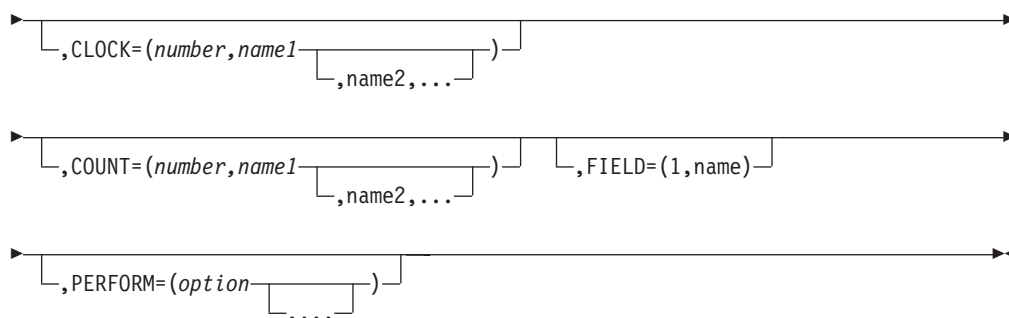 ,CLOCK=(number,name1 )
,name2,...
,COUNT=(number,name1 ) ,FIELD=(1,name)
,name2,...
,PERFORM=(option )
....